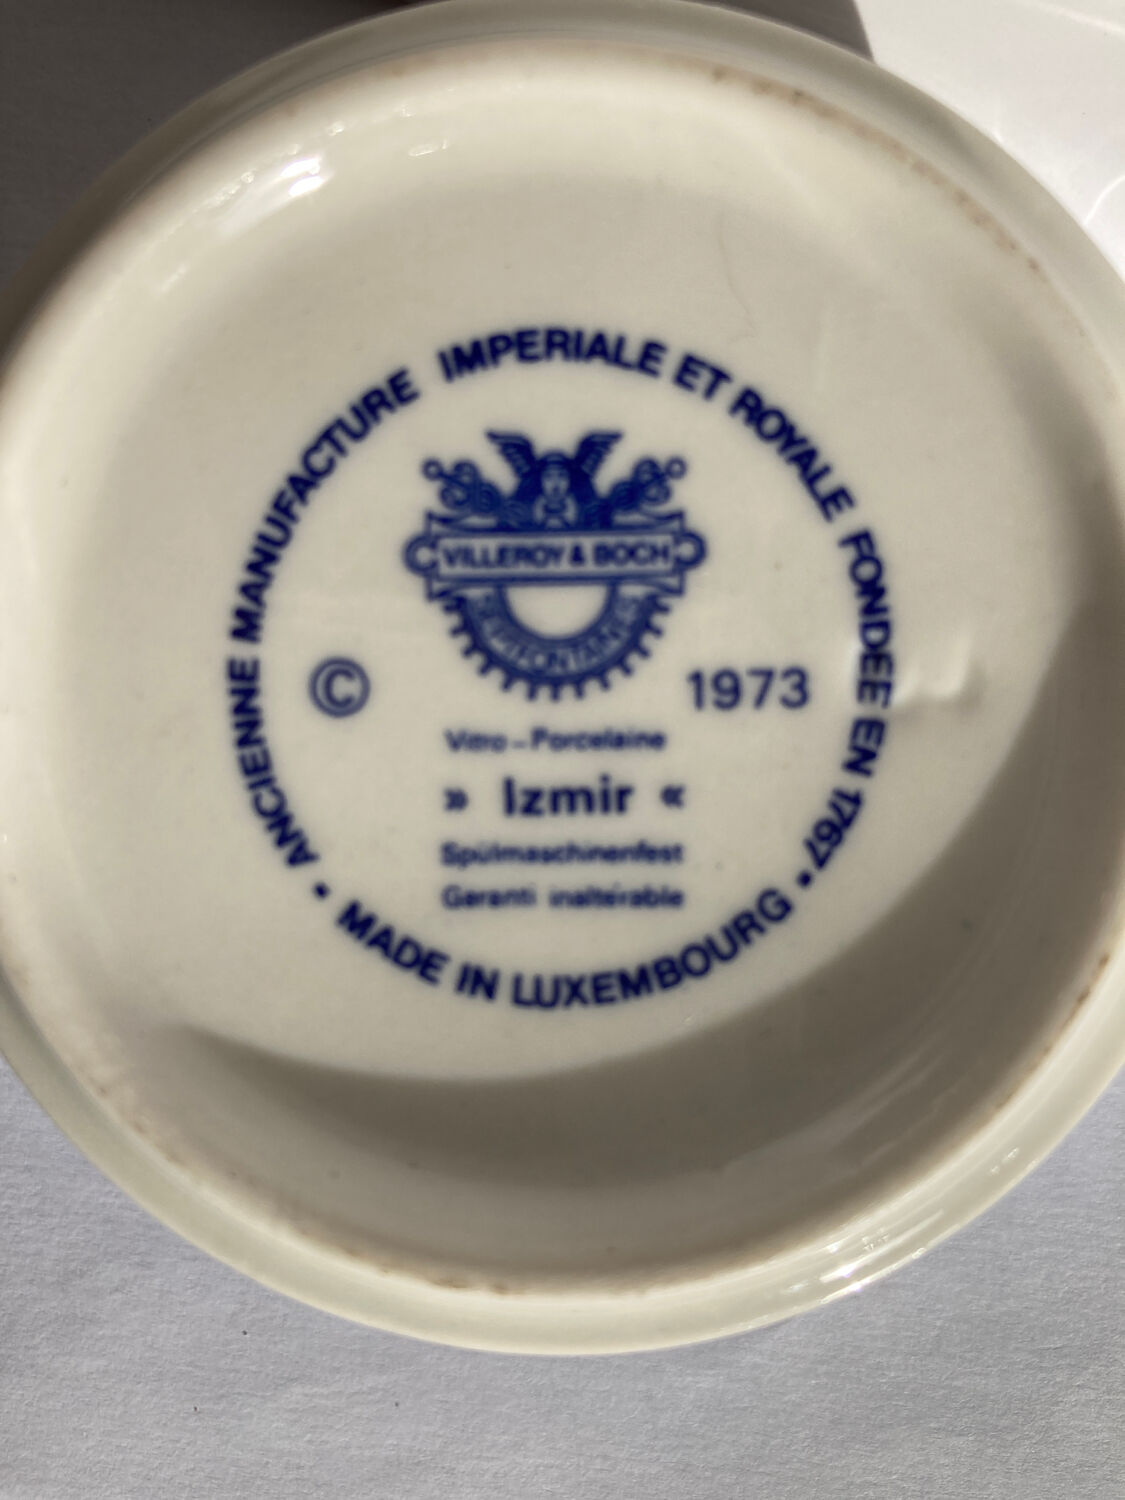 ANCIENNE MANUFACTURE IMPERIALE ET ROYALE FONDEE EN 1767 •
VILLEROY & BOCH
SEPTFONTAINES
© 1973
Vitro-Porcelaine
» Izmir «
Spülmaschinenfest
Garanti inaltérable
• MADE IN LUXEMBOURG